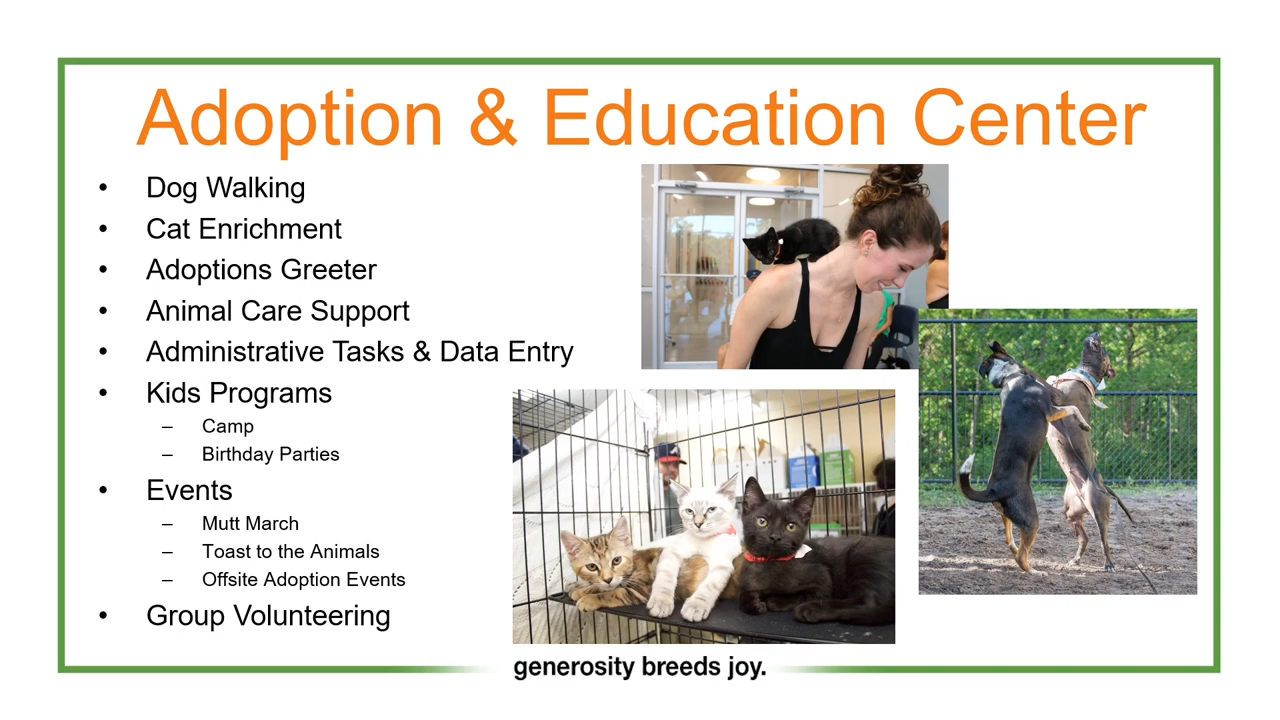 Adoption & Education Center
• Dog Walking
• Cat Enrichment
• Adoptions Greeter
• Animal Care Support
• Administrative Tasks & Data Entry
• Kids Programs
– Camp
– Birthday Parties
• Events
– Mutt March
– Toast to the Animals
– Offsite Adoption Events
• Group Volunteering
generosity breeds joy.